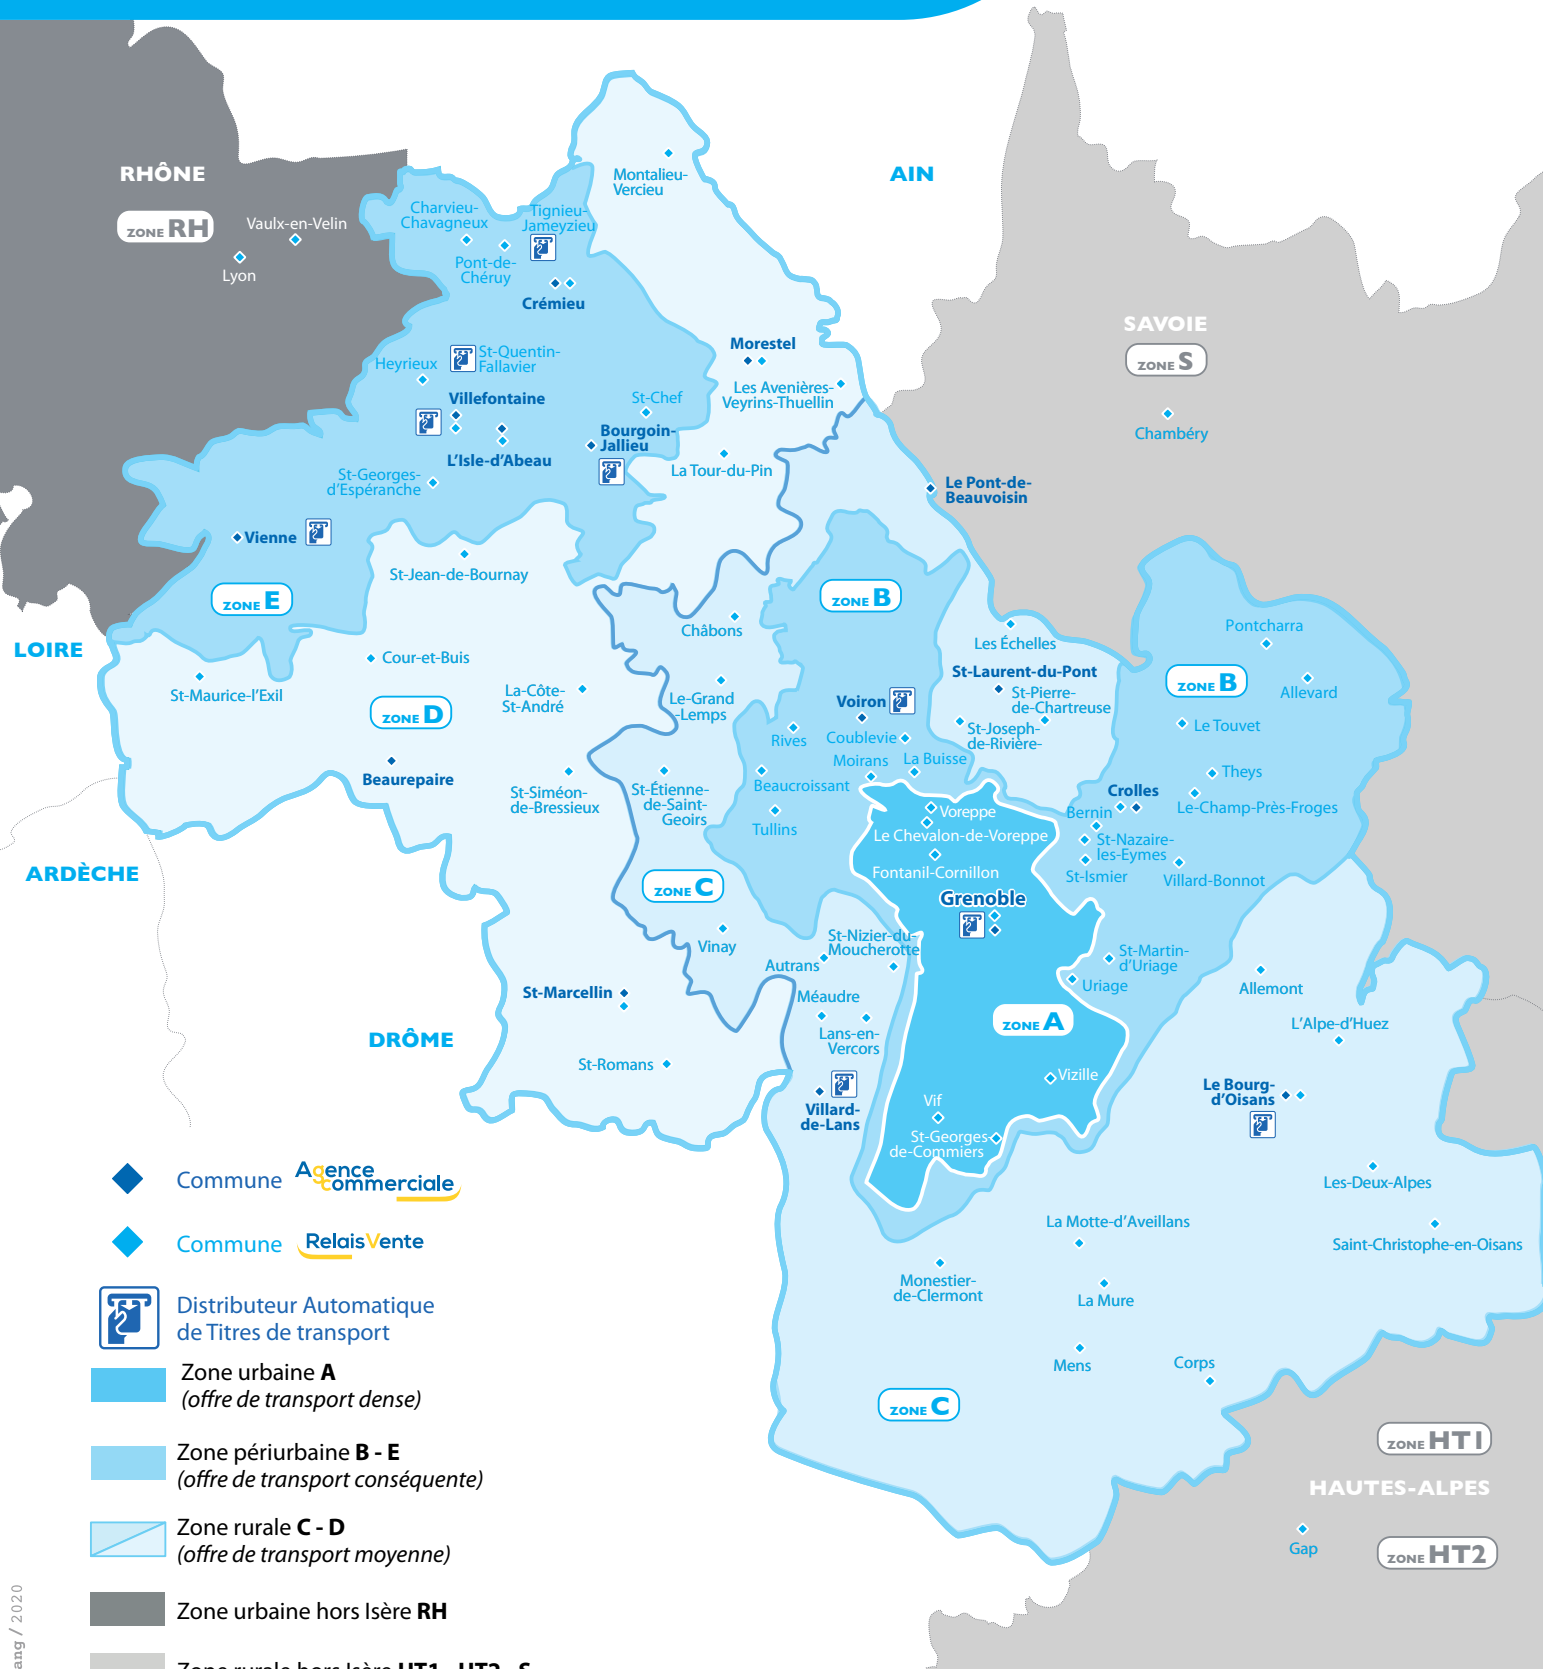 RHÔNE
ZONE RH
Vaulx-en-Velin
Lyon
AIN
Montalieu-
Vercieu
Charvieu-
Chavagneux
Tignieu-
Jameyzieu
Pont-de-
Chéruy
Crémieu
SAVOIE
ZONE S
Chambéry
Morestel
Les Avenières-
Veyrins-Thuellin
St-Quentin-
Fallavier
Heyrieux
Villefontaine
St-Chef
Bourgoin-
Jallieu
L'Isle-d'Abeau
La Tour-du-Pin
St-Georges-
d'Espéranche
Le Pont-de-
Beauvoisin
Vienne
St-Jean-de-Bournay
ZONE E
ZONE B
LOIRE
Châbons
Les Échelles
Pontcharra
Cour-et-Buis
St-Maurice-l'Exil
La-Côte-
St-André
Le-Grand
-Lemps
St-Laurent-du-Pont
St-Pierre-
de-Chartreuse
St-Joseph-
de-Rivière-
ZONE B
Allevard
ZONE D
Voiron
Rives
Coublevie
Le Touvet
Moirans
La Buisse
Beaurepaire
St-Siméon-
de-Bressieux
St-Étienne-
de-Saint-
Geoirs
Beaucroissant
Tullins
Theys
Crolles
Le-Champ-Près-Froges
Bernin
Voreppe
Le Chevalon-de-Voreppe
St-Nazaire-
les-Eymes
Fontanil-Cornillon
St-Ismier
Villard-Bonnot
ARDÈCHE
ZONE C
Grenoble
Vinay
St-Nizier-du-
Moucherotte
Autrans
St-Martin-
d'Uriage
Uriage
Allemont
St-Marcellin
Méaudre
Lans-en-
Vercors
ZONE A
L'Alpe-d'Huez
DRÔME
St-Romans
Vizille
Le Bourg-
d'Oisans
Villard-
de-Lans
Vif
St-Georges-
de-Commiers
Les-Deux-Alpes
La Motte-d'Aveillans
Saint-Christophe-en-Oisans
Monestier-
de-Clermont
La Mure
Mens
Corps
ZONE C
ZONE HT1
HAUTES-ALPES
Gap
ZONE HT2
Commune Agence commerciale
Commune RelaisVente
Distributeur Automatique
de Titres de transport
Zone urbaine A
(offre de transport dense)
Zone périurbaine B - E
(offre de transport conséquente)
Zone rurale C - D
(offre de transport moyenne)
Zone urbaine hors Isère RH
Zone rurale hors Isère HT1 - HT2 - S
ang / 2020